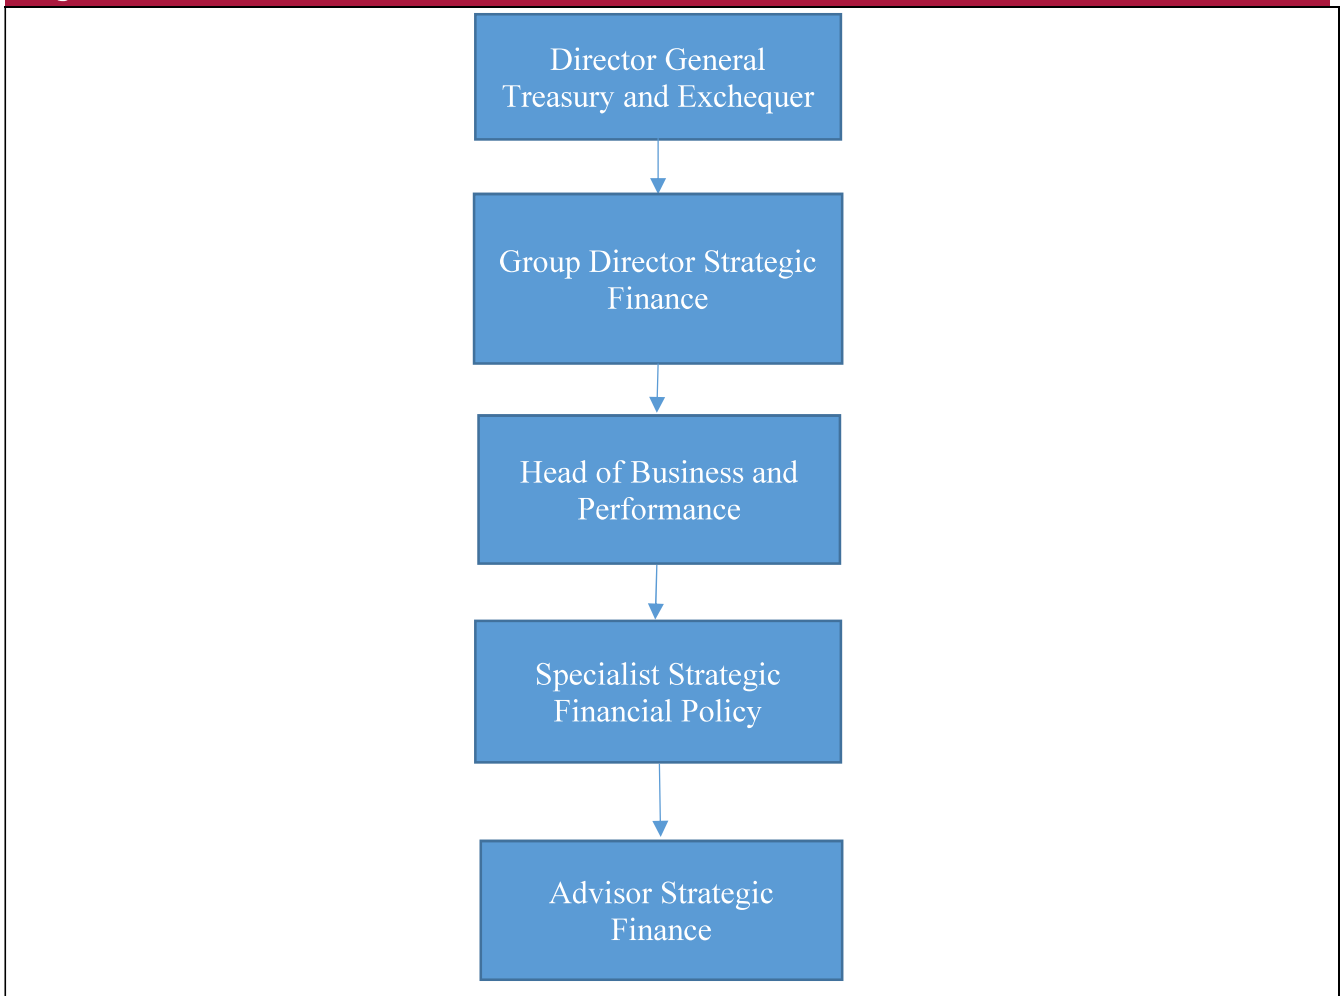 Director General
Treasury and Exchequer
Group Director Strategic
Finance
Head of Business and
Performance
Specialist Strategic
Financial Policy
Advisor Strategic
Finance